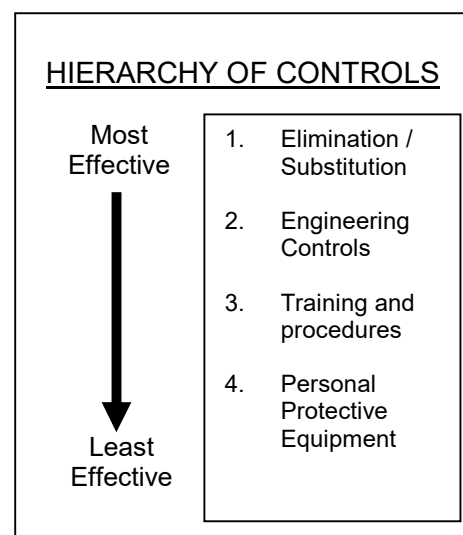 HIERARCHY OF CONTROLS
Most
Effective
1. Elimination /
Substitution
2. Engineering
Controls
3. Training and
procedures
4. Personal
Protective
Equipment
Least
Effective